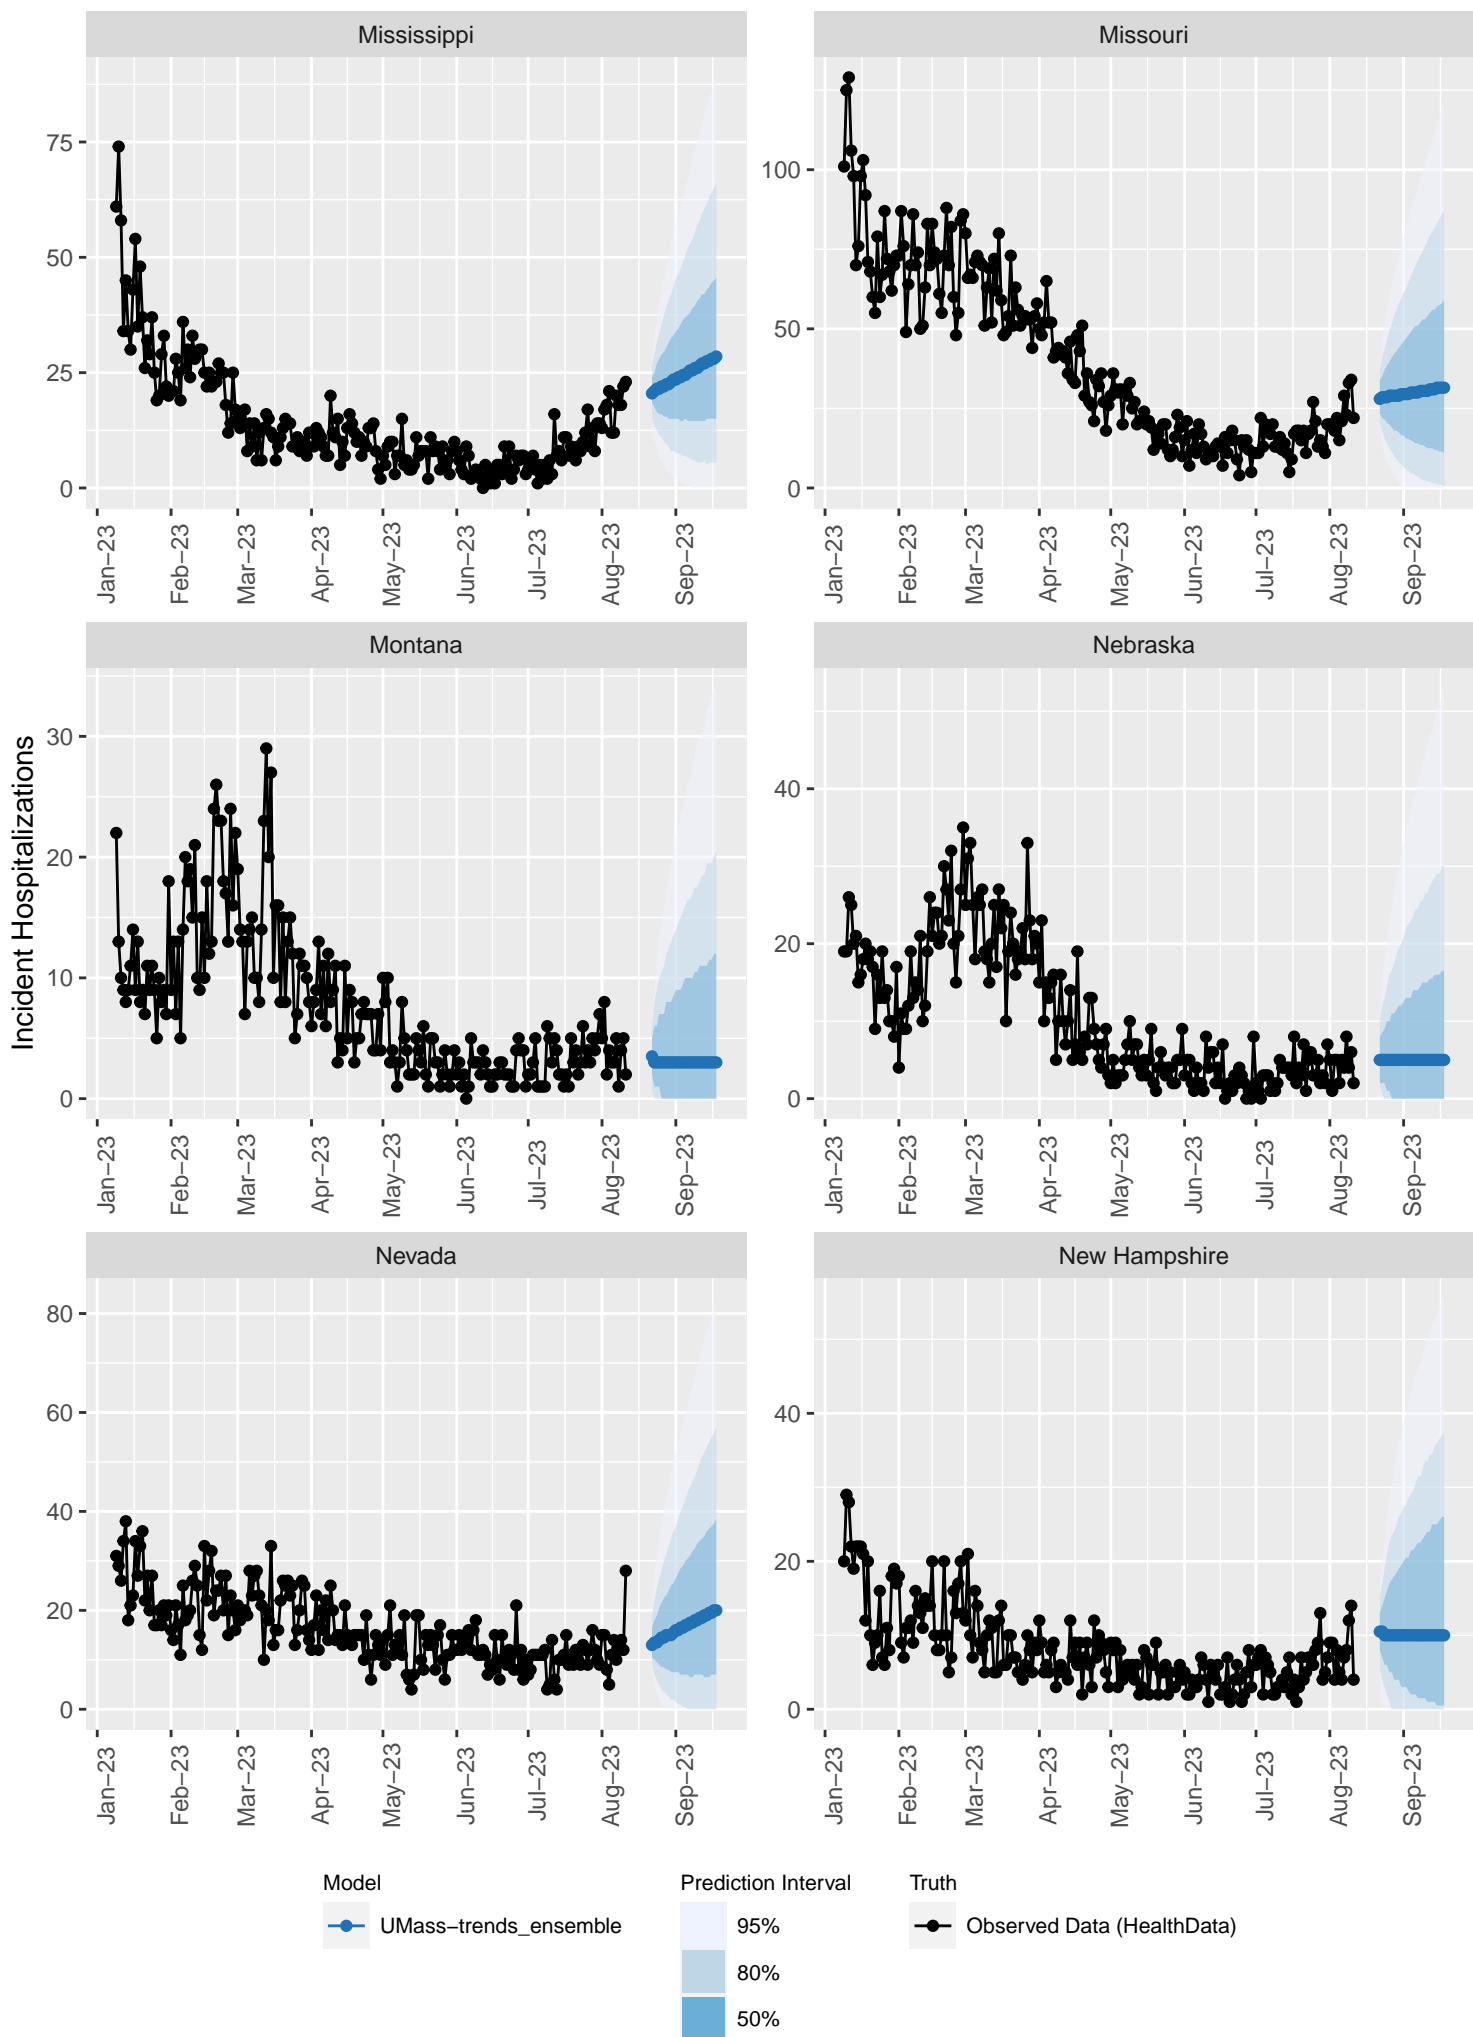 Mississippi
Missouri
75
50
25
0
100
50
0
Jan−23
Feb−23
Mar−23
Apr−23
May−23
Jun−23
Jul−23
Aug−23
Sep−23
Jan−23
Feb−23
Mar−23
Apr−23
May−23
Jun−23
Jul−23
Aug−23
Sep−23
Incident Hospitalizations
Montana
Nebraska
30
20
10
0
40
20
0
Jan−23
Feb−23
Mar−23
Apr−23
May−23
Jun−23
Jul−23
Aug−23
Sep−23
Jan−23
Feb−23
Mar−23
Apr−23
May−23
Jun−23
Jul−23
Aug−23
Sep−23
Nevada
New Hampshire
80
60
40
20
0
40
20
0
Jan−23
Feb−23
Mar−23
Apr−23
May−23
Jun−23
Jul−23
Aug−23
Sep−23
Jan−23
Feb−23
Mar−23
Apr−23
May−23
Jun−23
Jul−23
Aug−23
Sep−23
Model
UMass−trends_ensemble
Prediction Interval
95%
80%
50%
Truth
Observed Data (HealthData)